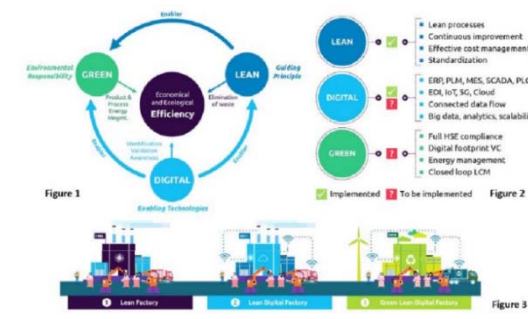 Enabler
Environmental
Responsibility
GREEN
Product &
Process
Energy
Mngmt.
Economical
and Ecological
Efficiency
LEAN
Guiding
Principle
Elimination
of waste
Identification
Validation
Awareness
Enabler
Enabler
DIGITAL
Enabling Technologies
Figure 1
LEAN
Lean processes
Continuous improvement
Effective cost management
Standardization
DIGITAL
ERP, PLM, MES, SCADA, PLC
EDI, IoT, 5G, Cloud
Connected data flow
Big data, analytics, scalabili
GREEN
Full HSE compliance
Digital footprint VC
Energy management
Closed loop LCM
Implemented
? To be implemented
Figure 2
1 Lean Factory
2 Lean Digital Factory
3 Green Lean Digital Factory
Figure 3